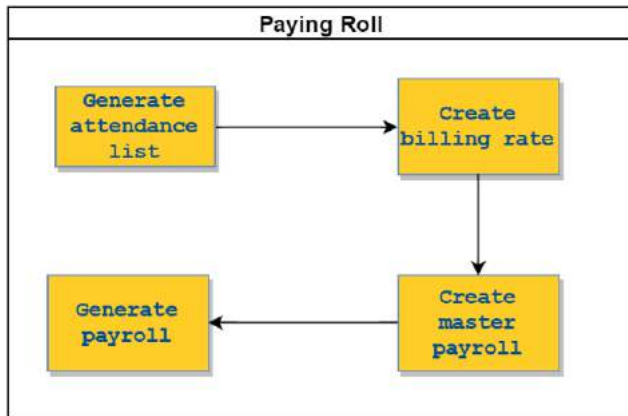 Paying Roll
Generate
attendance
list
Create
billing rate
Generate
payroll
Create
master
payroll